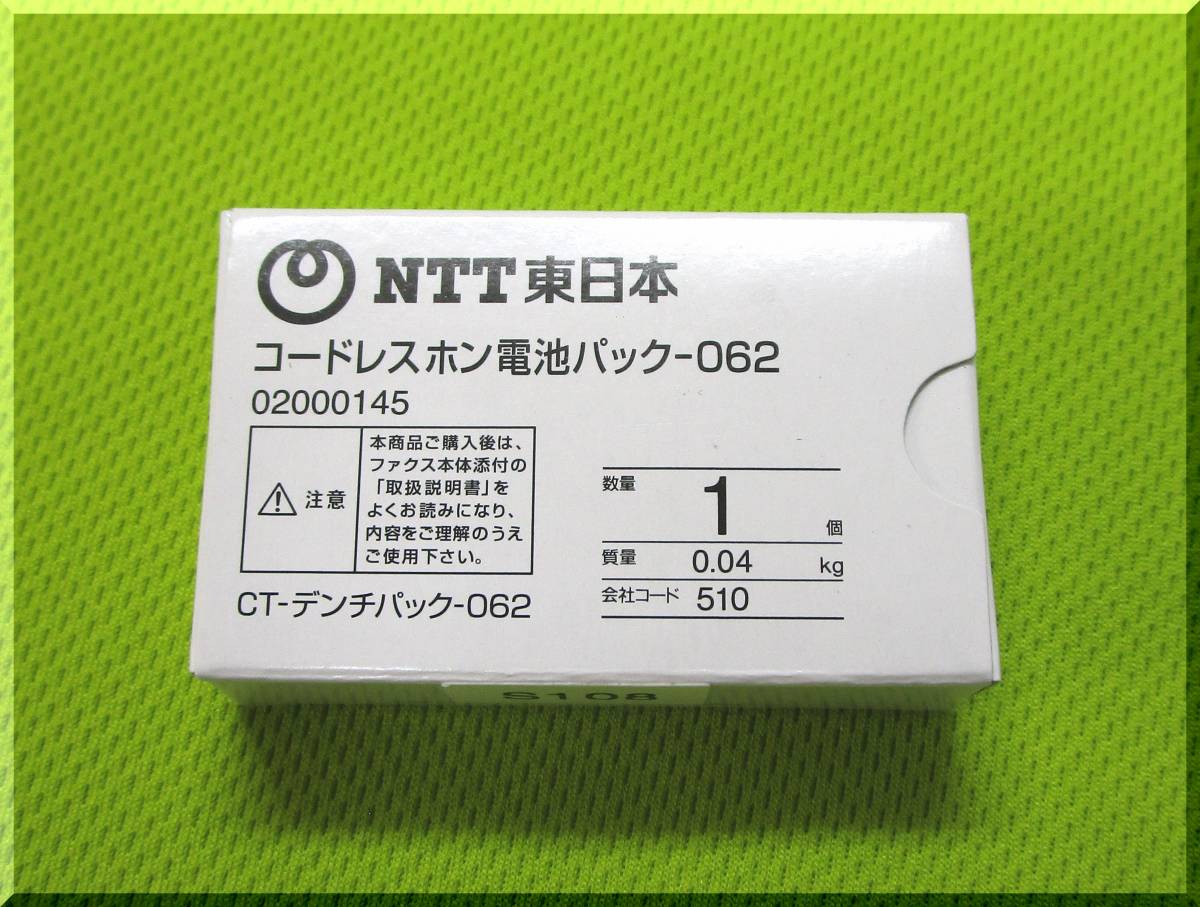 NTT東日本
コードレスホン電池パック-062
02000145
注意
本商品ご購入後は、
ファクス本体添付の
「取扱説明書」を
よくお読みになり、
内容をご理解のうえ
ご使用下さい。
CT-デンチパック-062
数量 1 個
質量 0.04 kg
会社コード 510
S108